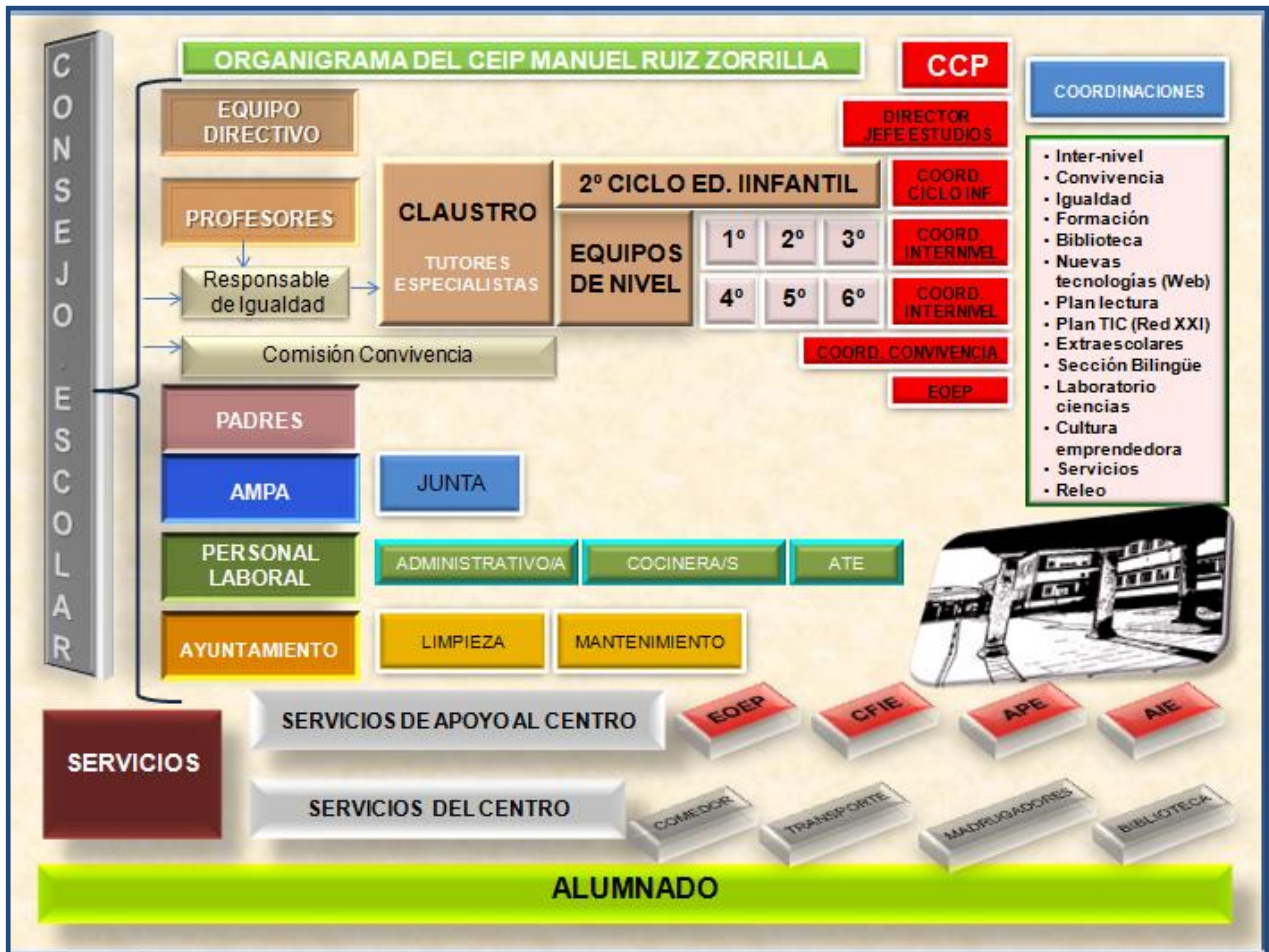 CONSEJO . ESCOLAR
ORGANIGRAMA DEL CEIP MANUEL RUIZ ZORRILLA
CCP
COORDINACIONES
EQUIPO
DIRECTIVO
DIRECTOR
JEFE ESTUDIOS
PROFESORES
CLAUSTRO
TUTORES
ESPECIALISTAS
2º CICLO ED. IINFANTIL
COORD.
CICLO INF
EQUIPOS
DE NIVEL
1º 2º 3º
COORD.
INTERNIVEL
4º 5º 6º
COORD.
INTERNIVEL
Responsable
de Igualdad
Comisión Convivencia
COORD. CONVIVENCIA
EOEP
· Inter-nivel
· Convivencia
· Igualdad
· Formación
· Biblioteca
· Nuevas
tecnologías (Web)
· Plan lectura
· Plan TIC (Red XXI)
· Extraescolares
· Sección Bilingüe
· Laboratorio
ciencias
· Cultura
emprendedora
· Servicios
· Releo
PADRES
AMPA
JUNTA
PERSONAL
LABORAL
ADMINISTRATIVO/A
COCINERA/S
ATE
AYUNTAMIENTO
LIMPIEZA
MANTENIMIENTO
SERVICIOS
SERVICIOS DE APOYO AL CENTRO
EOEP
CFIE
APE
AIE
SERVICIOS DEL CENTRO
COMEDOR
TRANSPORTE
MADRUGADORES
BIBLIOTECA
ALUMNADO